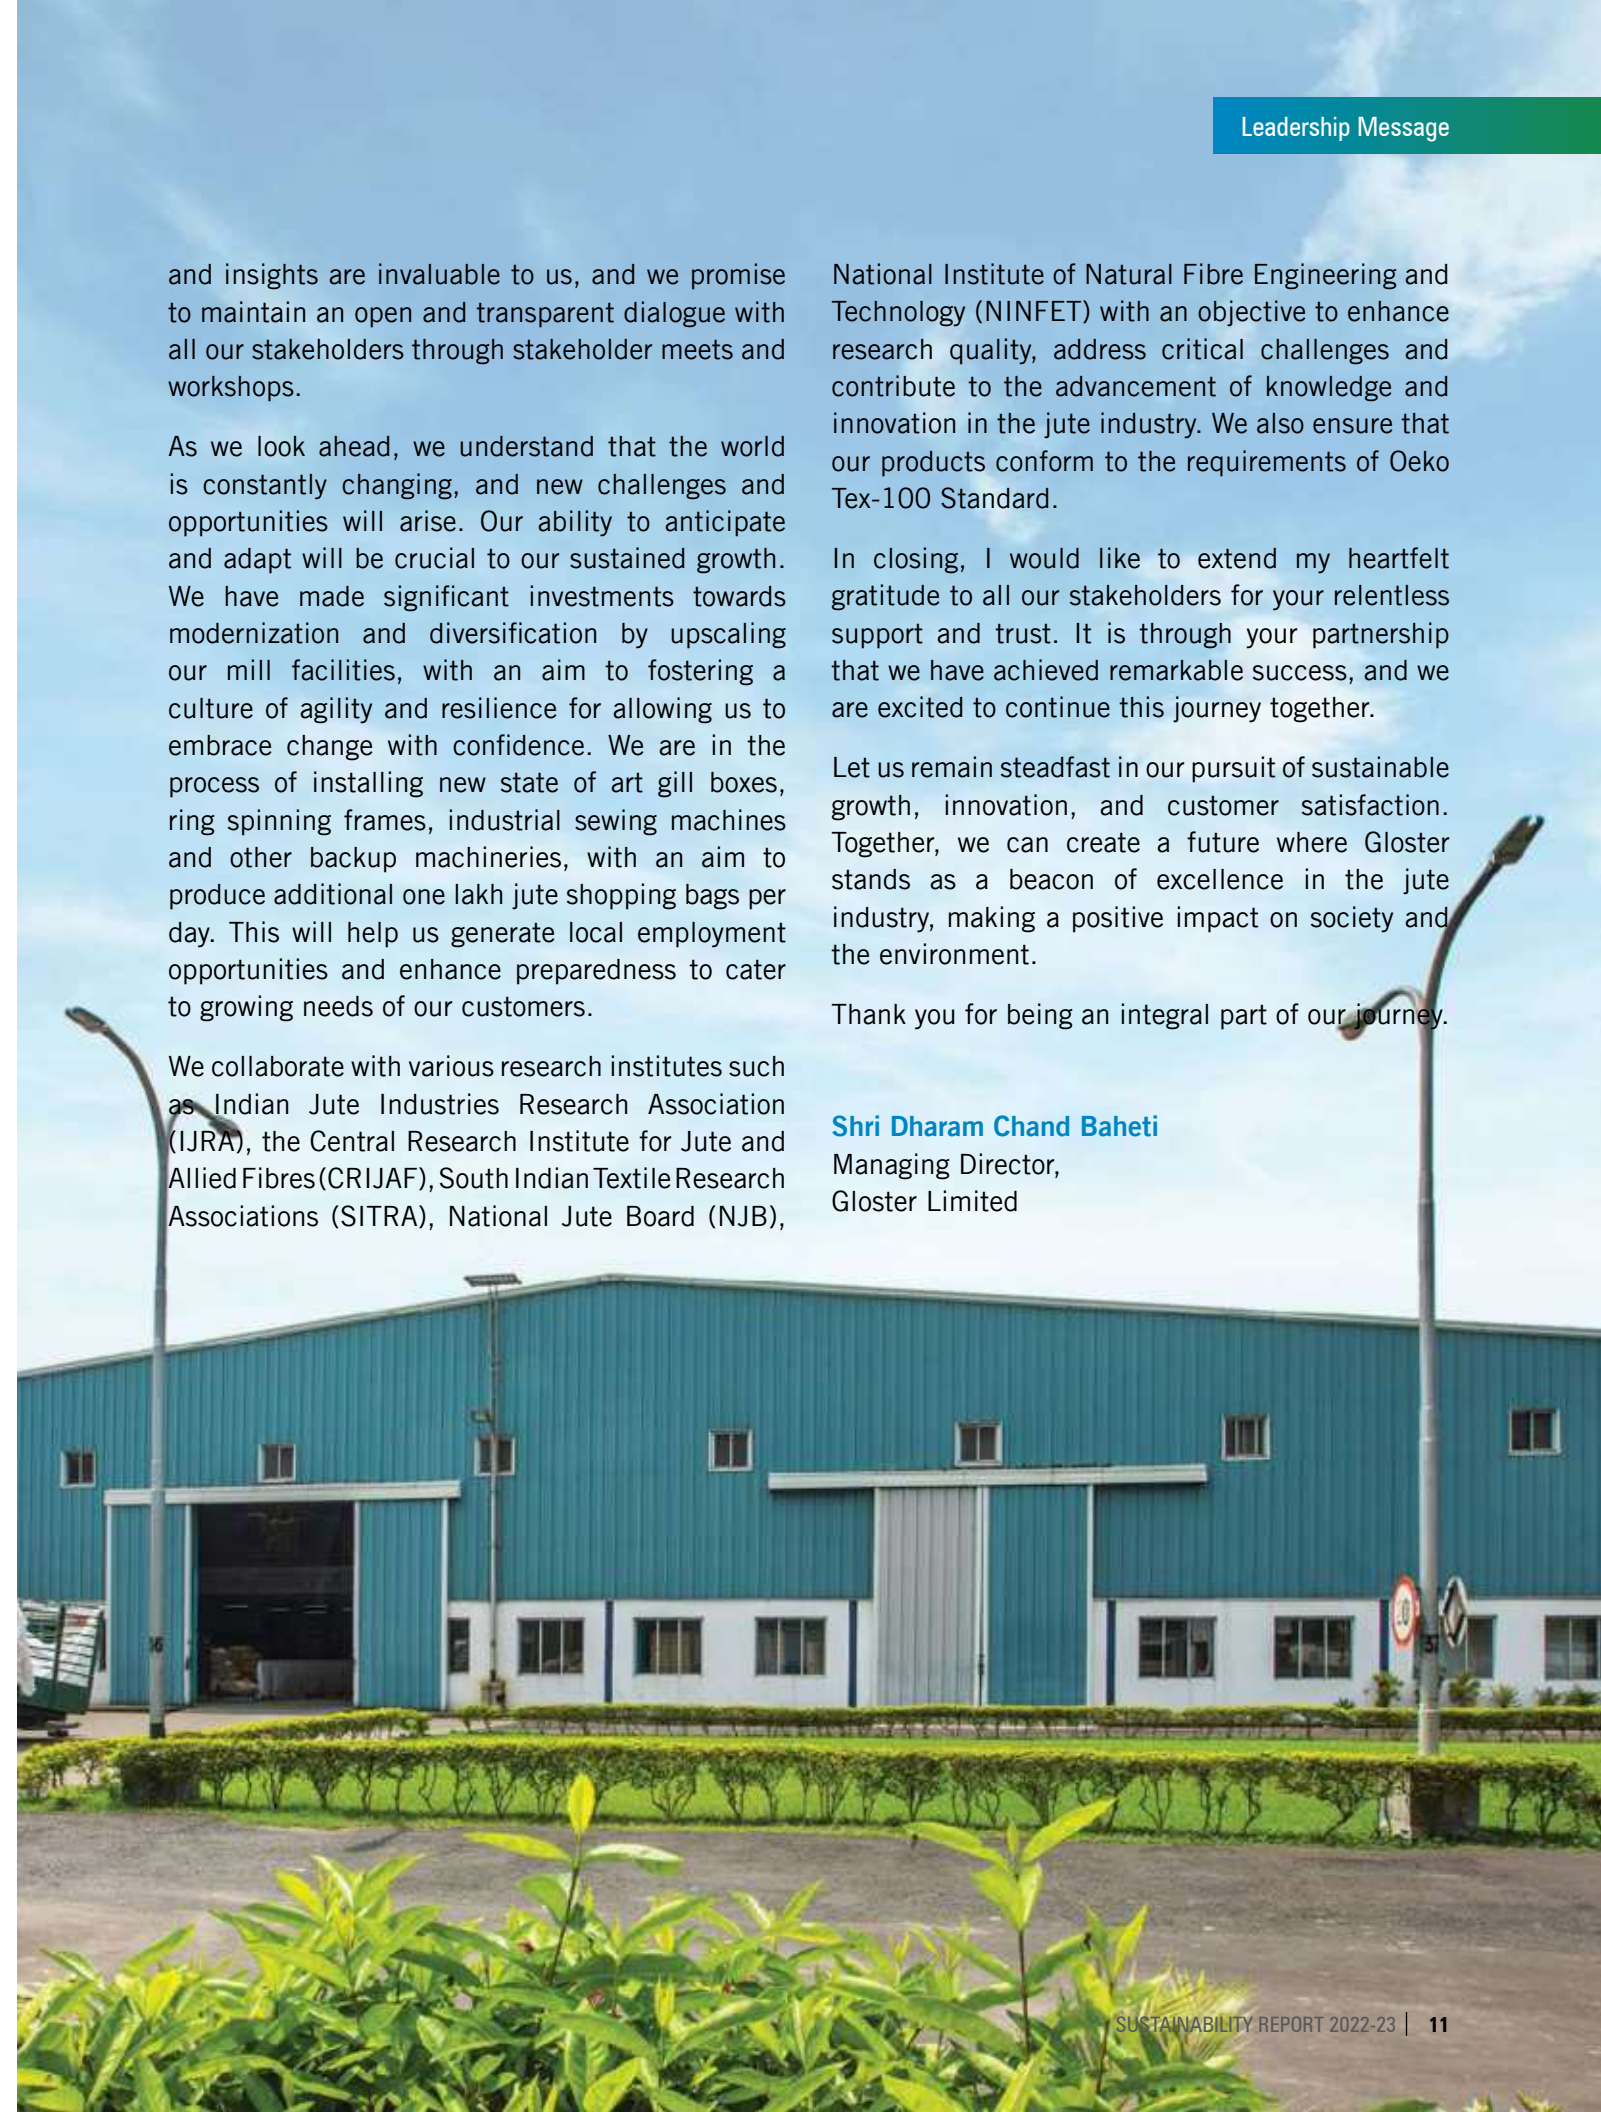 Leadership Message
and insights are invaluable to us, and we promise
to maintain an open and transparent dialogue with
all our stakeholders through stakeholder meets and
workshops.
As we look ahead, we understand that the world
is constantly changing, and new challenges and
opportunities will arise. Our ability to anticipate
and adapt will be crucial to our sustained growth.
We have made significant investments towards
modernization and diversification by upscaling
our mill facilities, with an aim to fostering a
culture of agility and resilience for allowing us to
embrace change with confidence. We are in the
process of installing new state of art gill boxes,
ring spinning frames, industrial sewing machines
and other backup machineries, with an aim to
produce additional one lakh jute shopping bags per
day. This will help us generate local employment
opportunities and enhance preparedness to cater
to growing needs of our customers.
We collaborate with various research institutes such
as Indian Jute Industries Research Association
(IJRA), the Central Research Institute for Jute and
Allied Fibres (CRIJAF), South Indian Textile Research
Associations (SITRA), National Jute Board (NJB),
National Institute of Natural Fibre Engineering and
Technology (NINFET) with an objective to enhance
research quality, address critical challenges and
contribute to the advancement of knowledge and
innovation in the jute industry. We also ensure that
our products conform to the requirements of Oeko
Tex-100 Standard.
In closing, I would like to extend my heartfelt
gratitude to all our stakeholders for your relentless
support and trust. It is through your partnership
that we have achieved remarkable success, and we
are excited to continue this journey together.
Let us remain steadfast in our pursuit of sustainable
growth, innovation, and customer satisfaction.
Together, we can create a future where Gloster
stands as a beacon of excellence in the jute
industry, making a positive impact on society and
the environment.
Thank you for being an integral part of our journey.
Shri Dharam Chand Baheti
Managing Director,
Gloster Limited
SUSTAINABILITY REPORT 2022-23 | 11